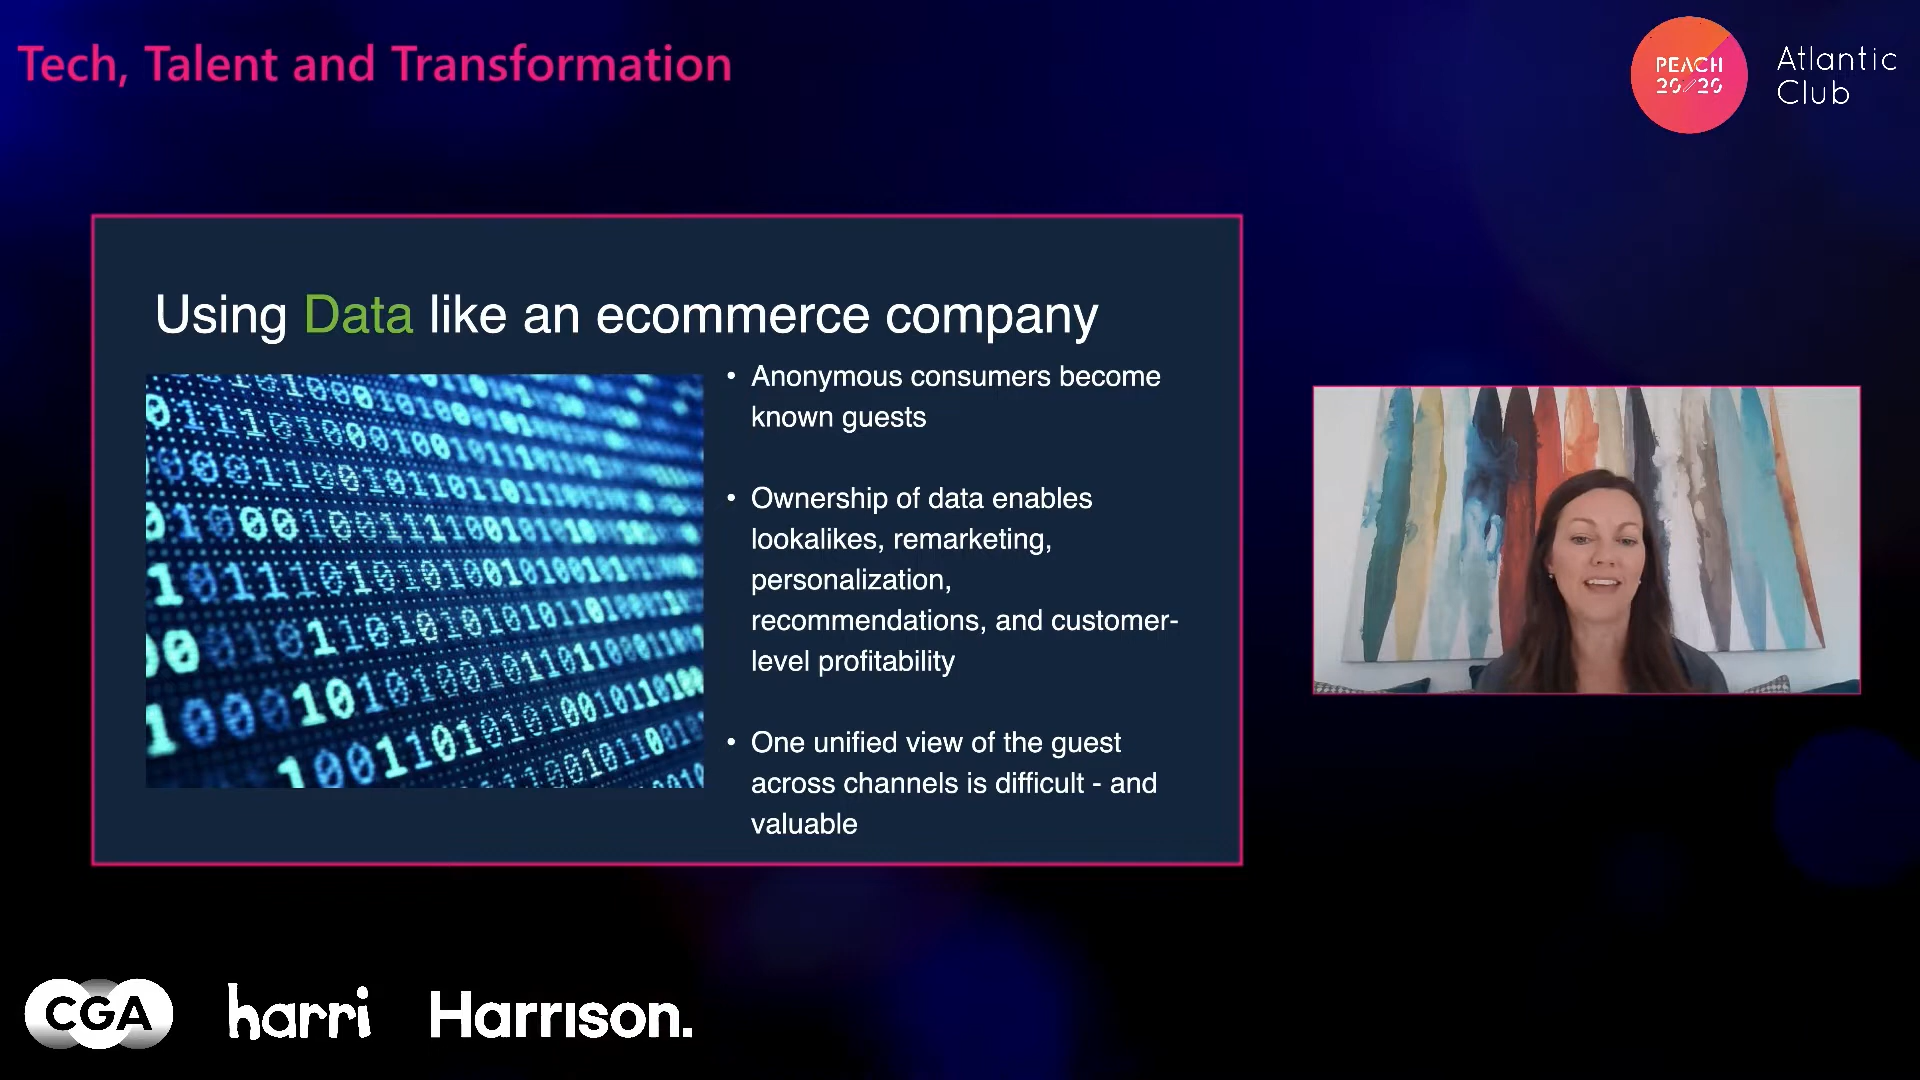 Tech, Talent and Transformation
PEACH
20/20
Atlantic
Club
Using Data like an ecommerce company
• Anonymous consumers become
known guests
• Ownership of data enables
lookalikes, remarketing,
personalization,
recommendations, and customer-
level profitability
• One unified view of the guest
across channels is difficult - and
valuable
CGA
harri
Harrison.